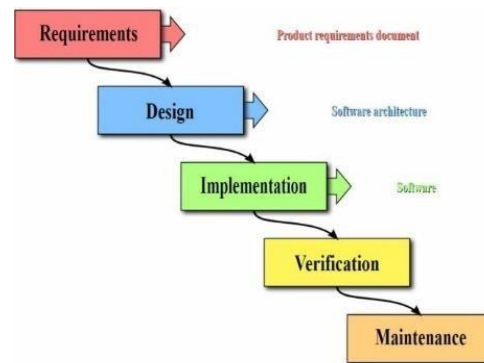 Requirements
Product requirements document
Design
Software architecture
Implementation
Software
Verification
Maintenance